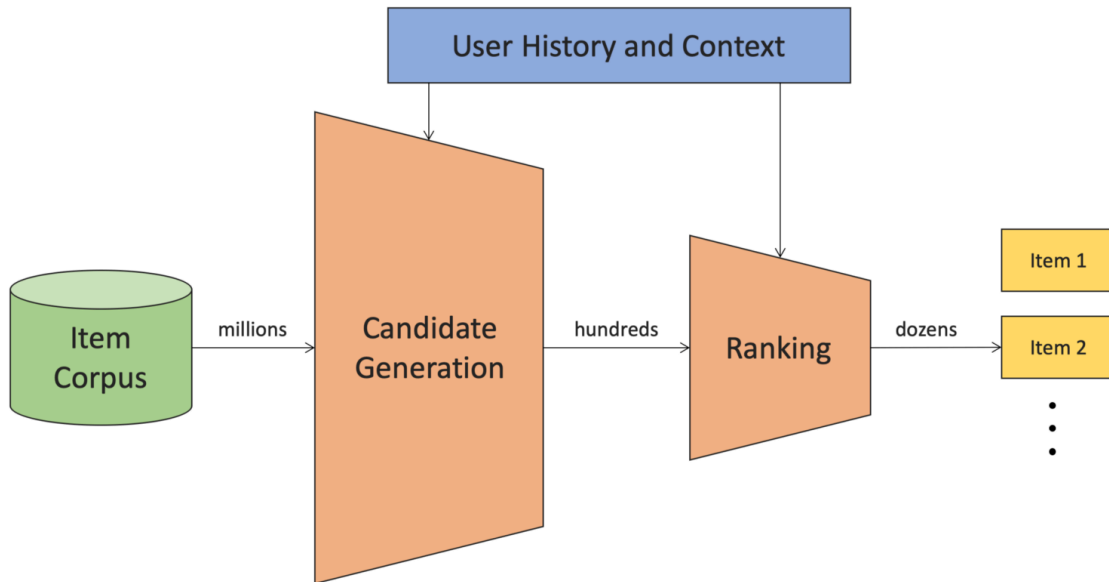 User History and Context
Item
Corpus
millions
Candidate
Generation
hundreds
Ranking
dozens
Item 1
Item 2